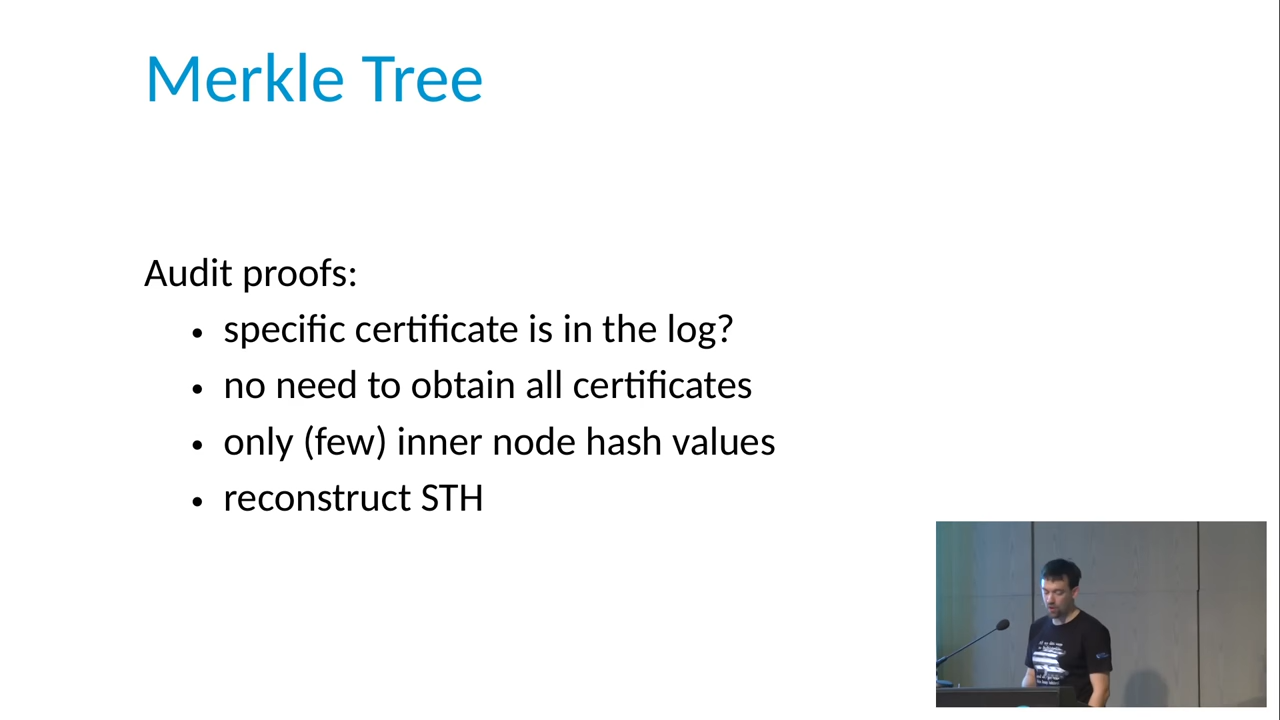 Merkle Tree
Audit proofs:
• specific certificate is in the log?
• no need to obtain all certificates
• only (few) inner node hash values
• reconstruct STH